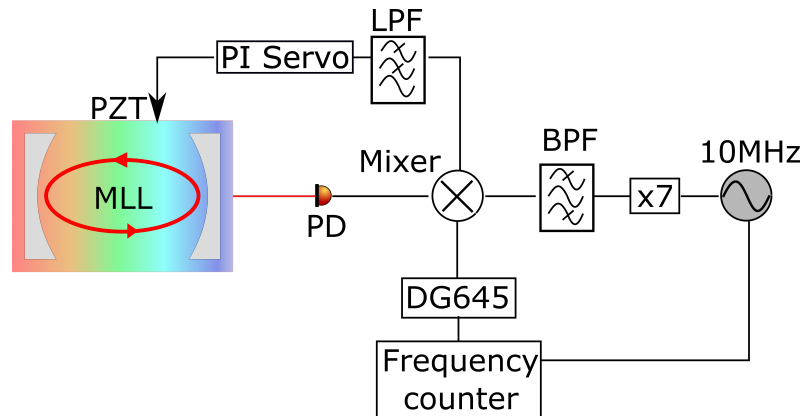 LPF
PI Servo
PZT
BPF
10MHz
Mixer
MLL
x7
PD
DG645
Frequency
counter